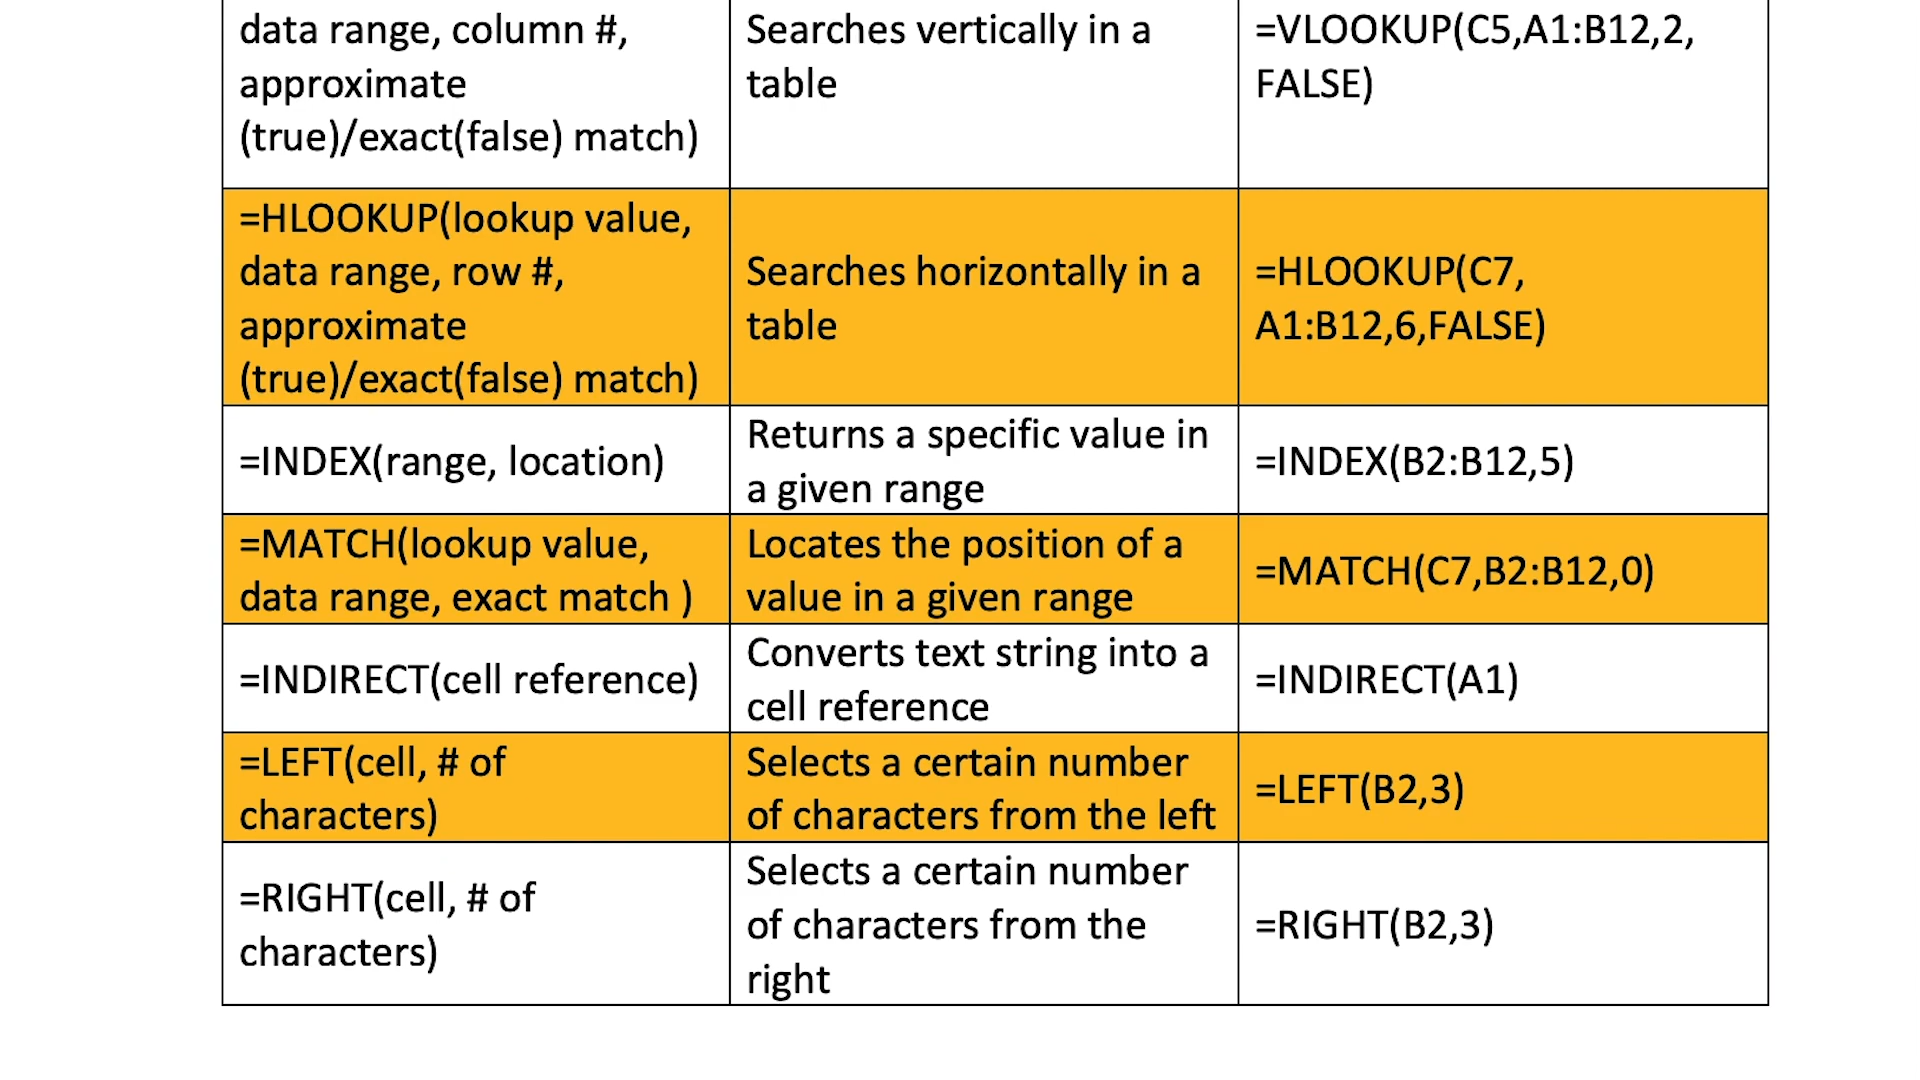 data range, column #,
approximate
(true)/exact(false) match)
Searches vertically in a
table
=VLOOKUP(C5,A1:B12,2,
FALSE)
=HLOOKUP(lookup value,
data range, row #,
approximate
(true)/exact(false) match)
Searches horizontally in a
table
=HLOOKUP(C7,
A1:B12,6,FALSE)
=INDEX(range, location)
Returns a specific value in
a given range
=INDEX(B2:B12,5)
=MATCH(lookup value,
data range, exact match )
Locates the position of a
value in a given range
=MATCH(C7,B2:B12,0)
=INDIRECT(cell reference)
Converts text string into a
cell reference
=INDIRECT(A1)
=LEFT(cell, # of
characters)
Selects a certain number
of characters from the left
=LEFT(B2,3)
=RIGHT(cell, # of
characters)
Selects a certain number
of characters from the
right
=RIGHT(B2,3)